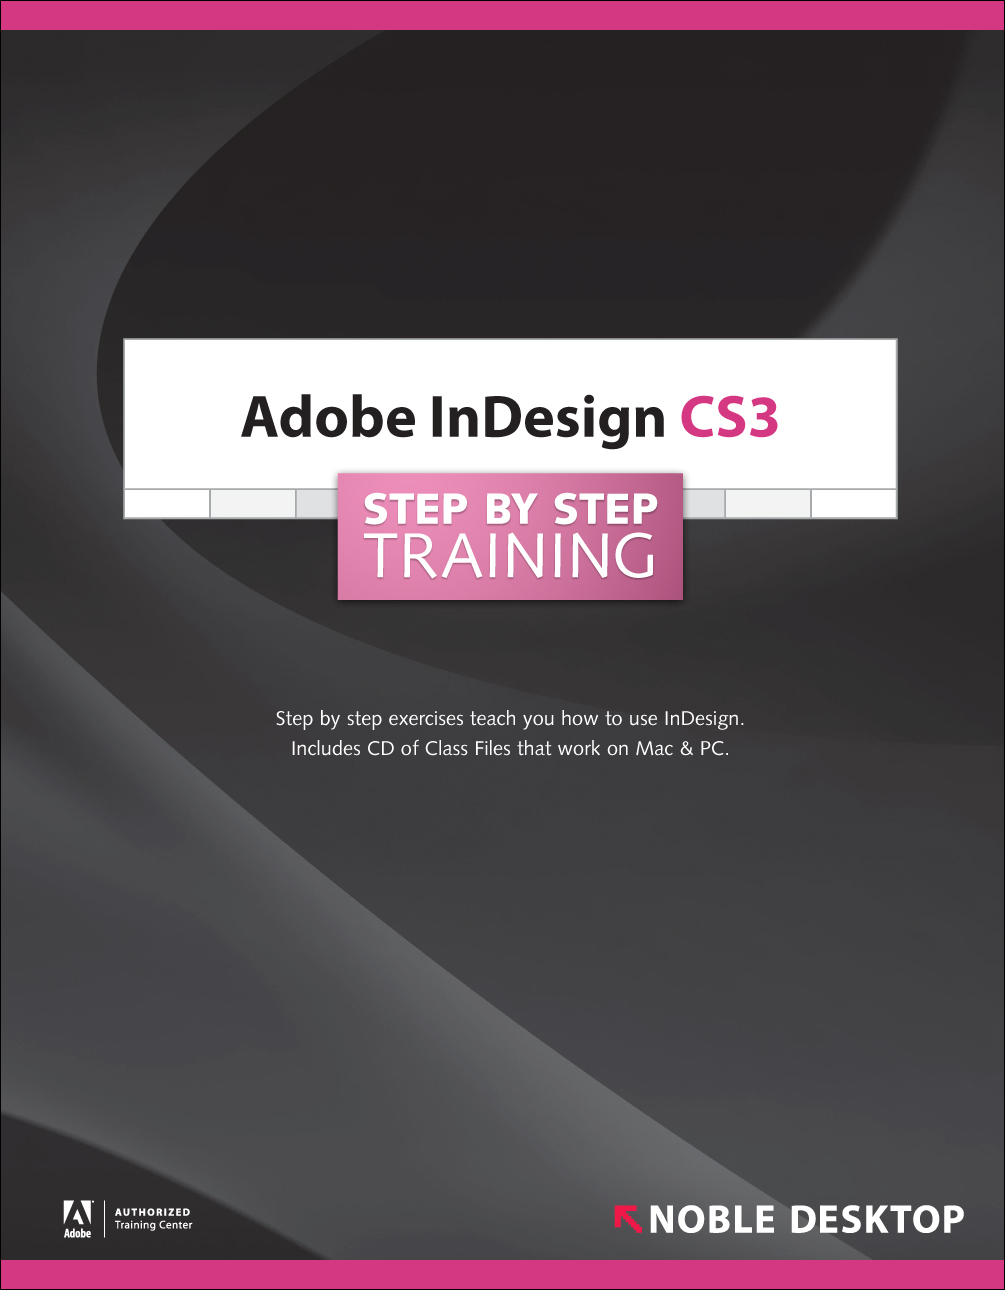 Adobe InDesign CS3
STEP BY STEP
TRAINING
Step by step exercises teach you how to use InDesign.
Includes CD of Class Files that work on Mac & PC.
Adobe
AUTHORIZED
Training Center
NOBLE DESKTOP